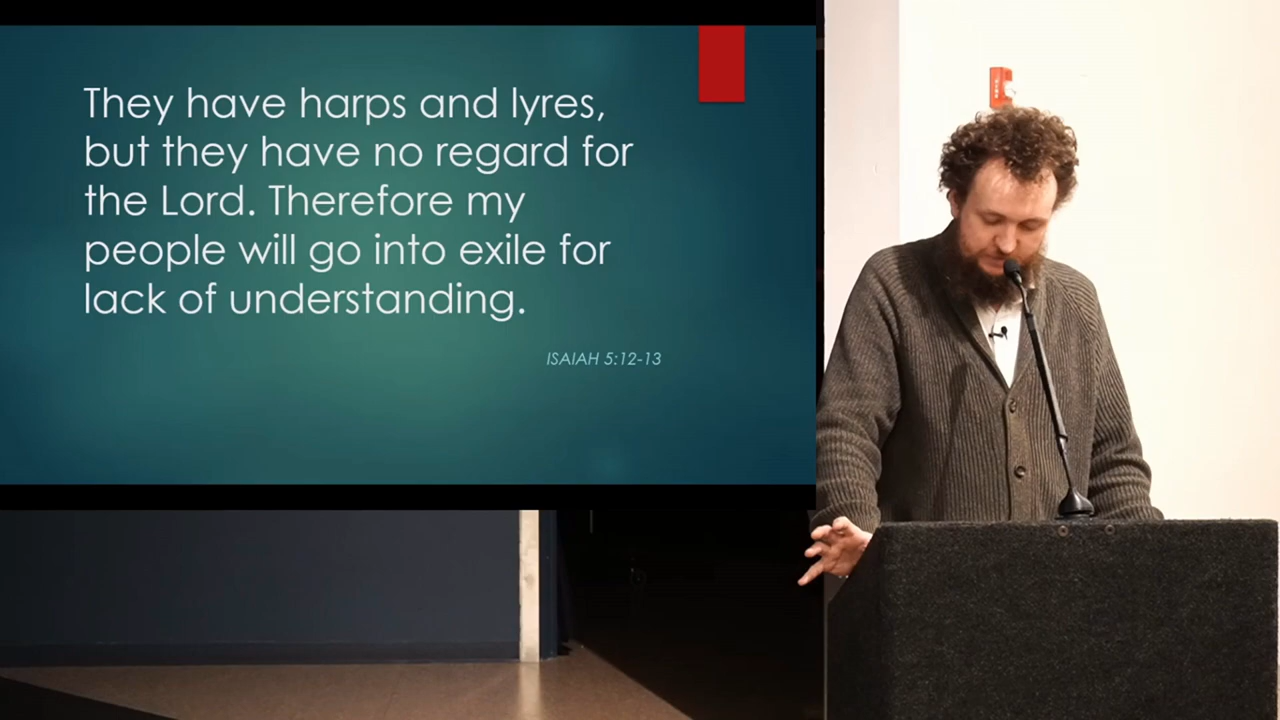 They have harps and lyres,
but they have no regard for
the Lord. Therefore my
people will go into exile for
lack of understanding.
ISAIAH 5:12-13